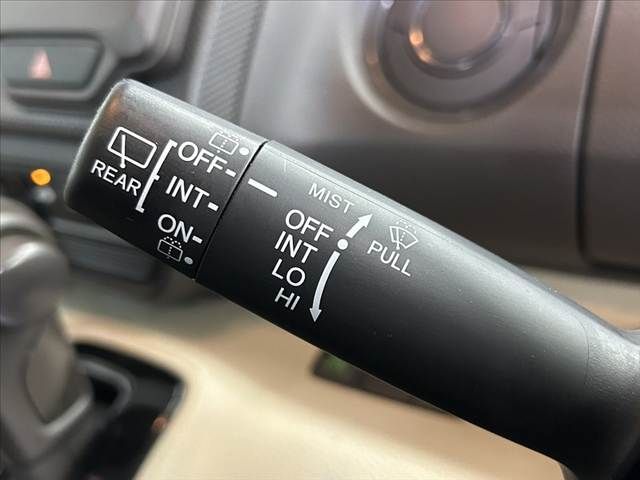 REAR
OFF
INT
ON
MIST
OFF
INT
LO
HI
PULL